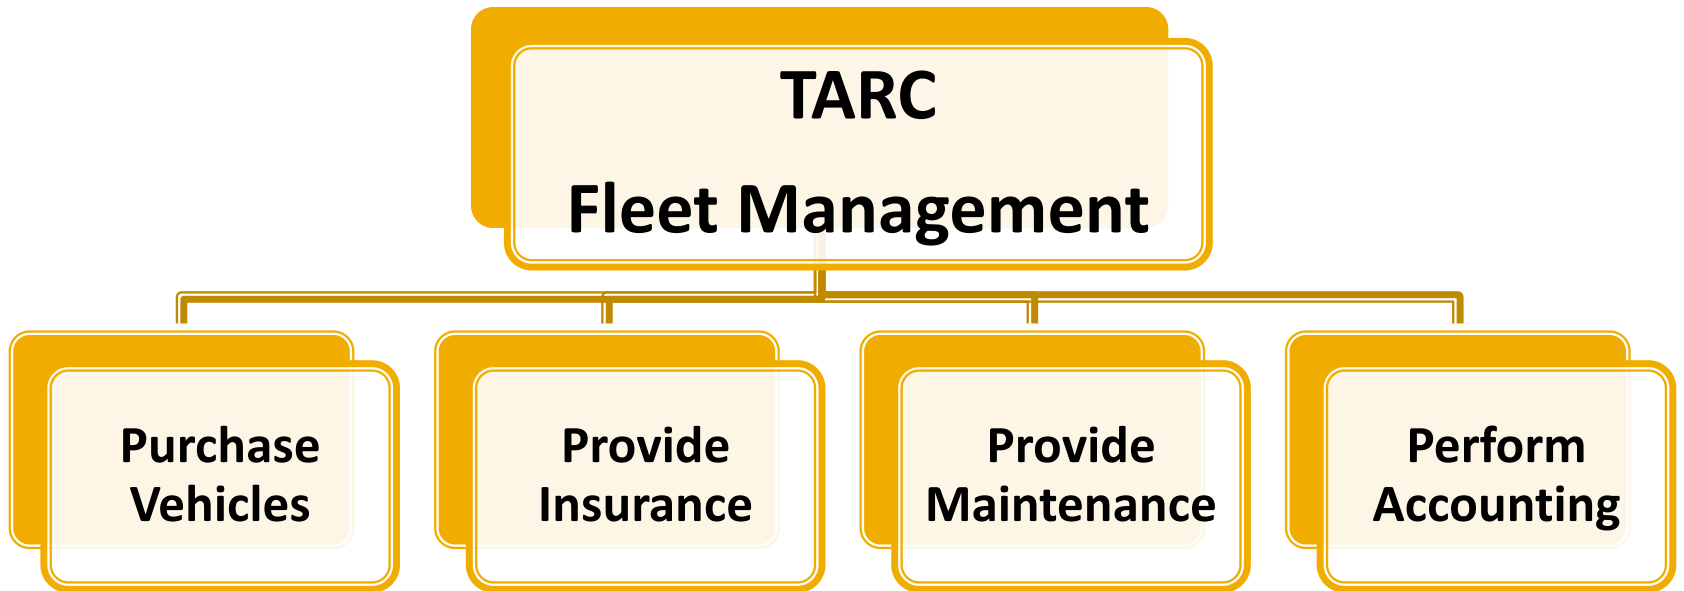 TARC
Fleet Management
Purchase
Vehicles
Provide
Insurance
Provide
Maintenance
Perform
Accounting